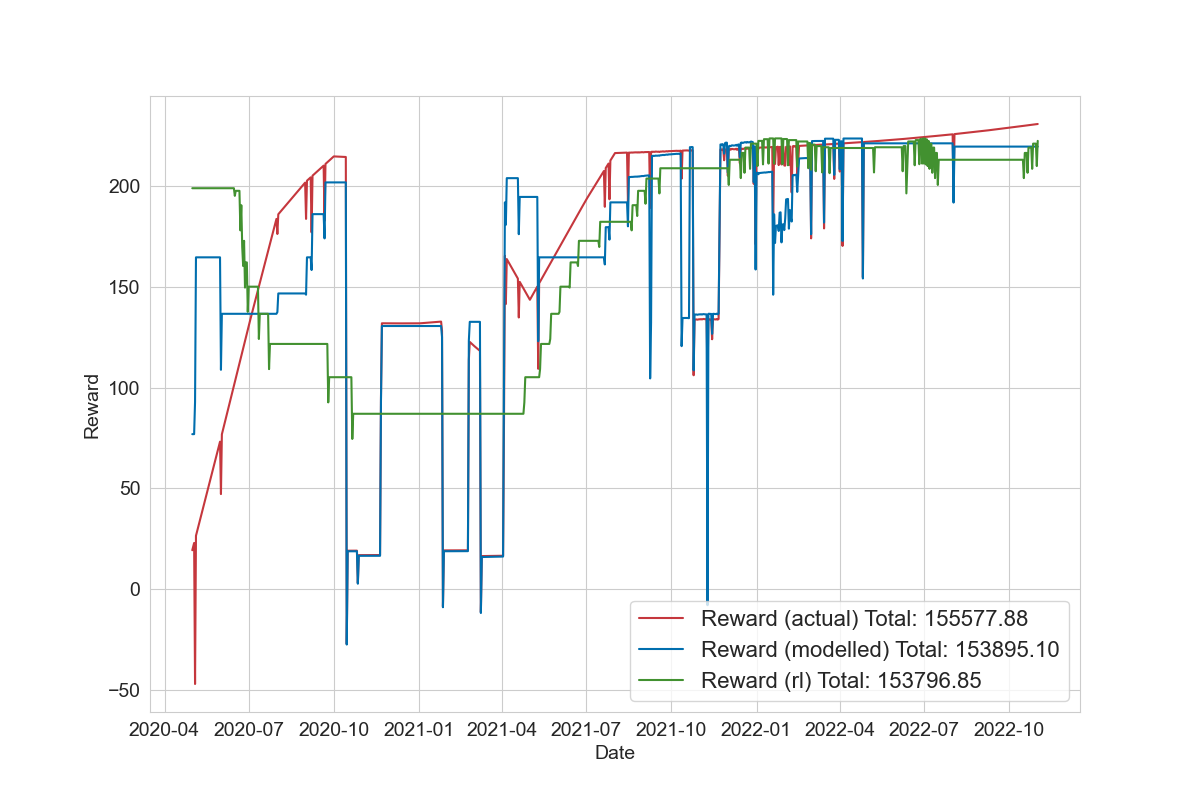 Reward
200
150
100
50
0
−50
2020-04 2020-07 2020-10 2021-01 2021-04 2021-07 2021-10 2022-01 2022-04 2022-07 2022-10
Date
Reward (actual) Total: 155577.88
Reward (modelled) Total: 153895.10
Reward (rl) Total: 153796.85